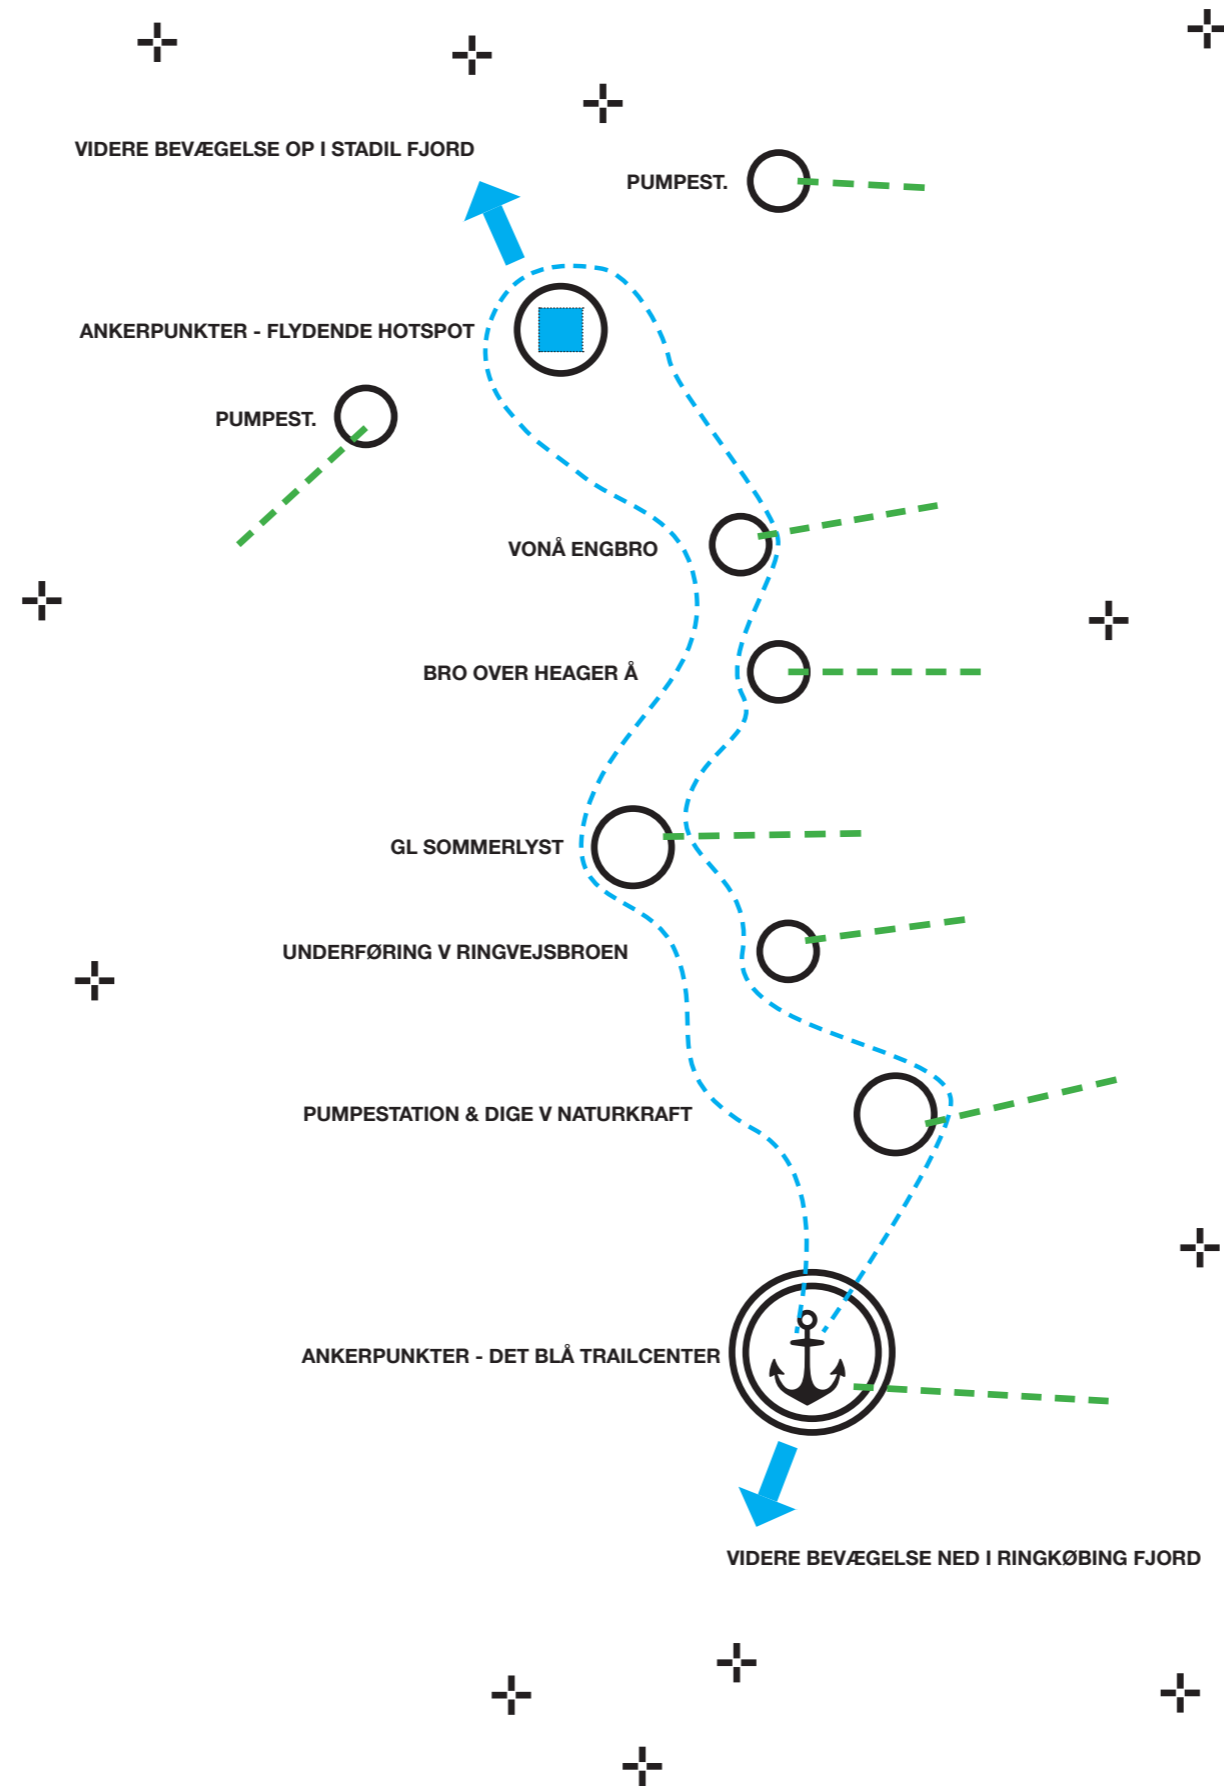 VIDERE BEVÆGELSE OP I STADIL FJORD
PUMPEST.
ANKERPUNKTER - FLYDENDE HOTSPOT
PUMPEST.
VONÅ ENGBRO
BRO OVER HEAGER Å
GL SOMMERLYST
UNDERFØRING V RINGVEJSBROEN
PUMPESTATION & DIGE V NATURKRAFT
ANKERPUNKTER - DET BLÅ TRAILCENTER
VIDERE BEVÆGELSE NED I RINGKØBING FJORD